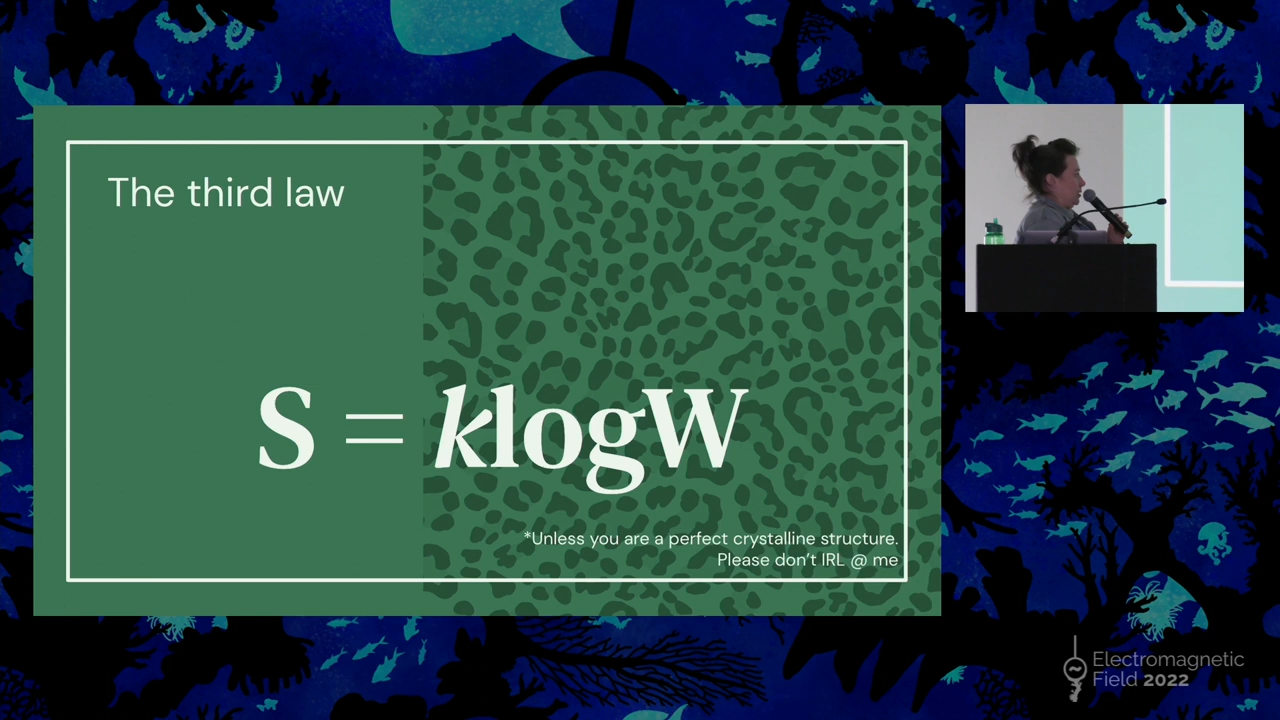 The third law
S = klogW
*Unless you are a perfect crystalline structure.
Please don't IRL @ me
Electromagnetic
Field 2022